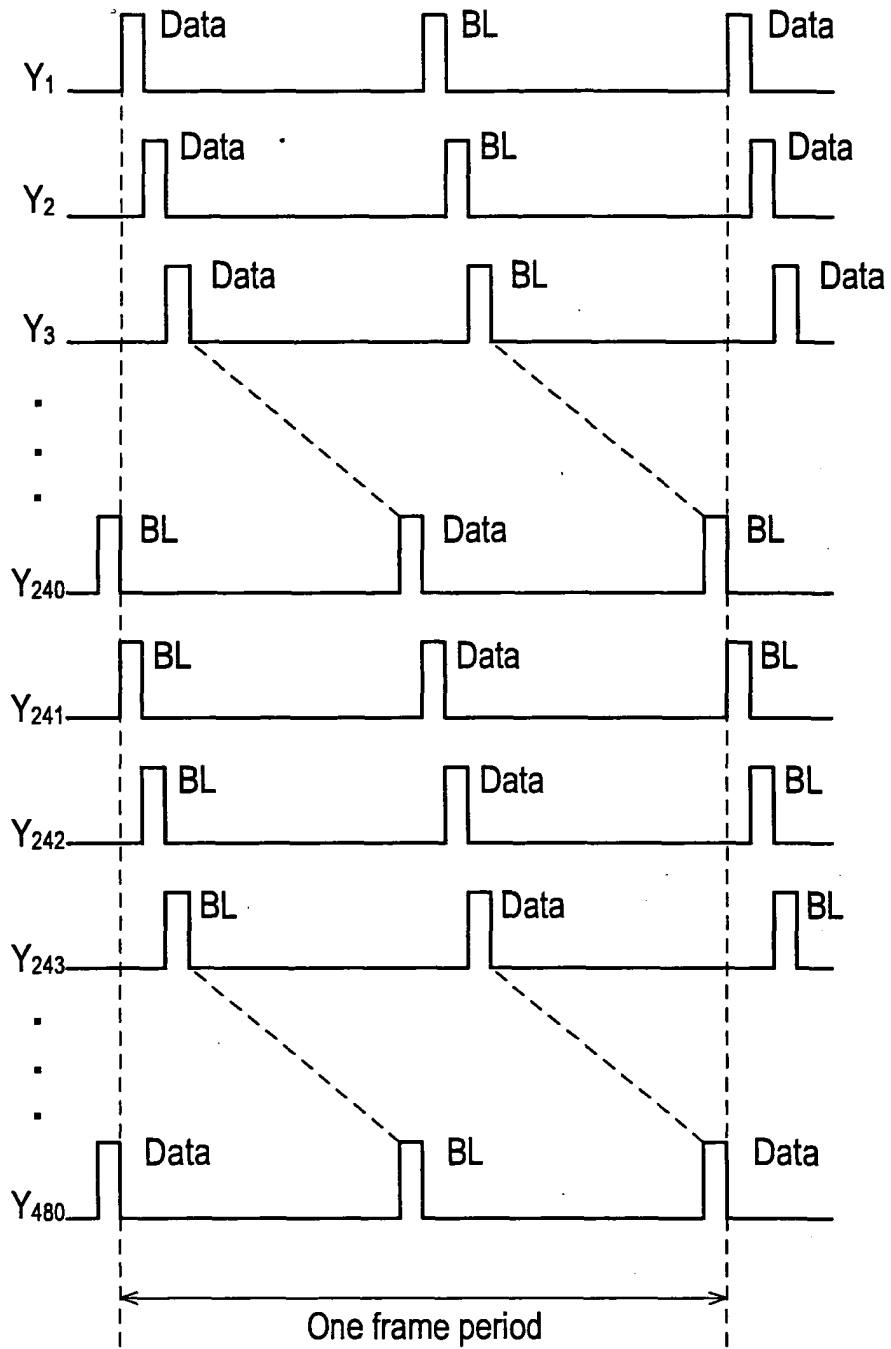 Data BL Data
Y1
Data BL Data
Y2
Data BL Data
Y3
BL Data BL
Y240
BL Data BL
Y241
BL Data BL
Y242
BL Data BL
Y243
Data BL Data
Y480
One frame period